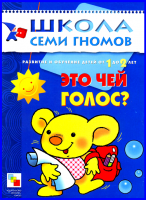 ШКОЛА
СЕМИ ГНОМОВ
РАЗВИТИЕ И ОБУЧЕНИЕ ДЕТЕЙ ОТ 1 ДО 2 ЛЕТ
ЭТО ЧЕЙ
ГОЛОС?